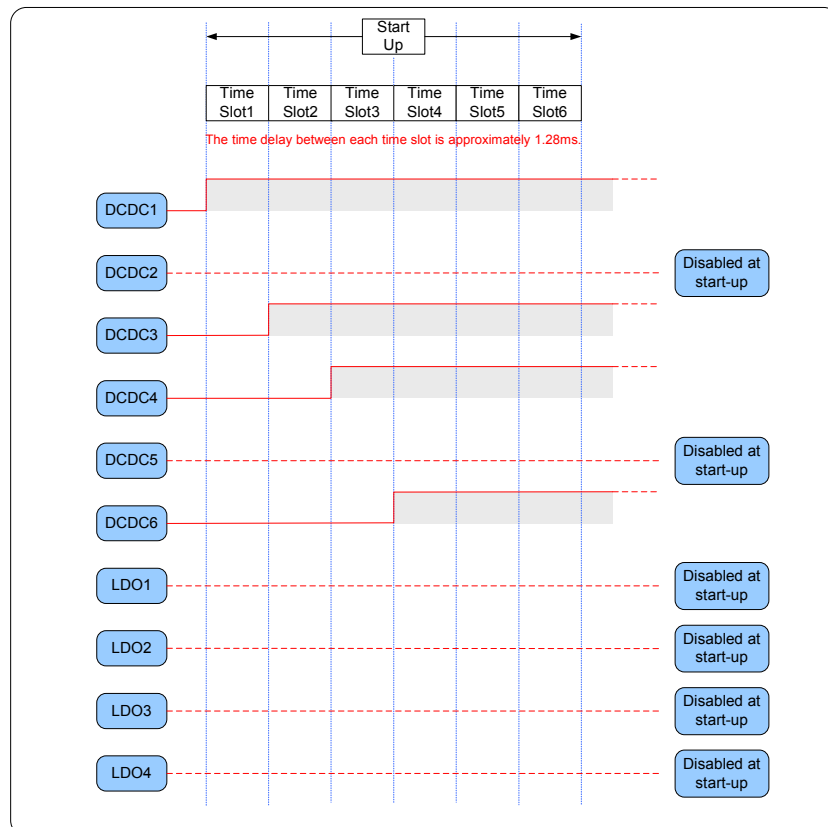 Start
Up
Time
Slot1
Time
Slot2
Time
Slot3
Time
Slot4
Time
Slot5
Time
Slot6
The time delay between each time slot is approximately 1.28ms.
DCDC1
DCDC2
Disabled at
start-up
DCDC3
DCDC4
DCDC5
Disabled at
start-up
DCDC6
LDO1
Disabled at
start-up
LDO2
Disabled at
start-up
LDO3
Disabled at
start-up
LDO4
Disabled at
start-up